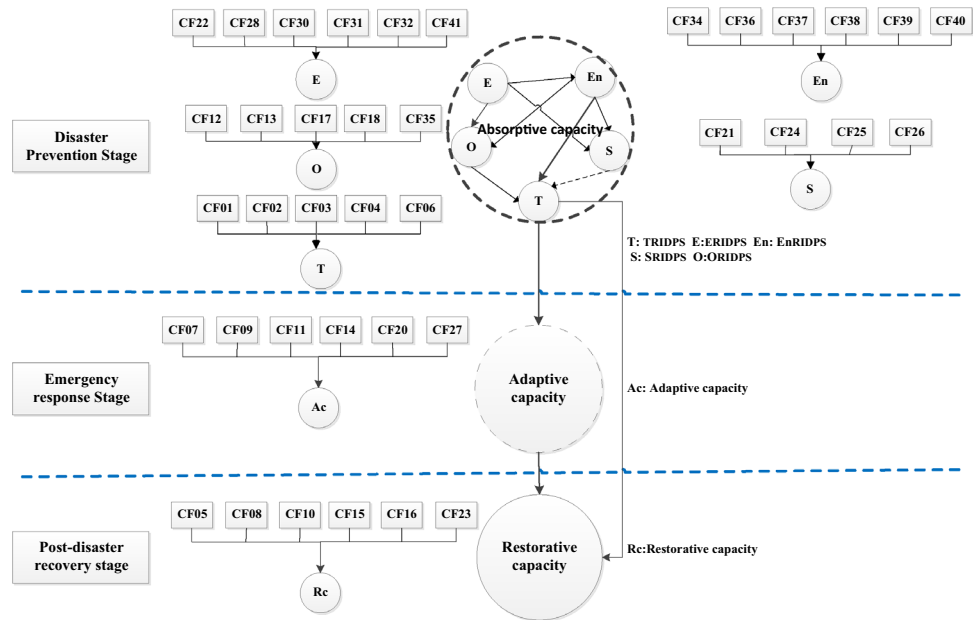 CF22 CF28 CF30 CF31 CF32 CF41
E
CF12 CF13 CF17 CF18 CF35
O
CF01 CF02 CF03 CF04 CF06
T
Disaster
Prevention Stage
E En
Absorptive capacity
O S
T
CF34 CF36 CF37 CF38 CF39 CF40
En
CF21 CF24 CF25 CF26
S
T: TRIDPS E:ERIDPS En: EnRIDPS
S: SRIDPS O:ORIDPS
CF07 CF09 CF11 CF14 CF20 CF27
Emergency
response Stage
Ac
Adaptive
capacity
Ac: Adaptive capacity
CF05 CF08 CF10 CF15 CF16 CF23
Post-disaster
recovery stage
Rc
Restorative
capacity
Rc:Restorative capacity